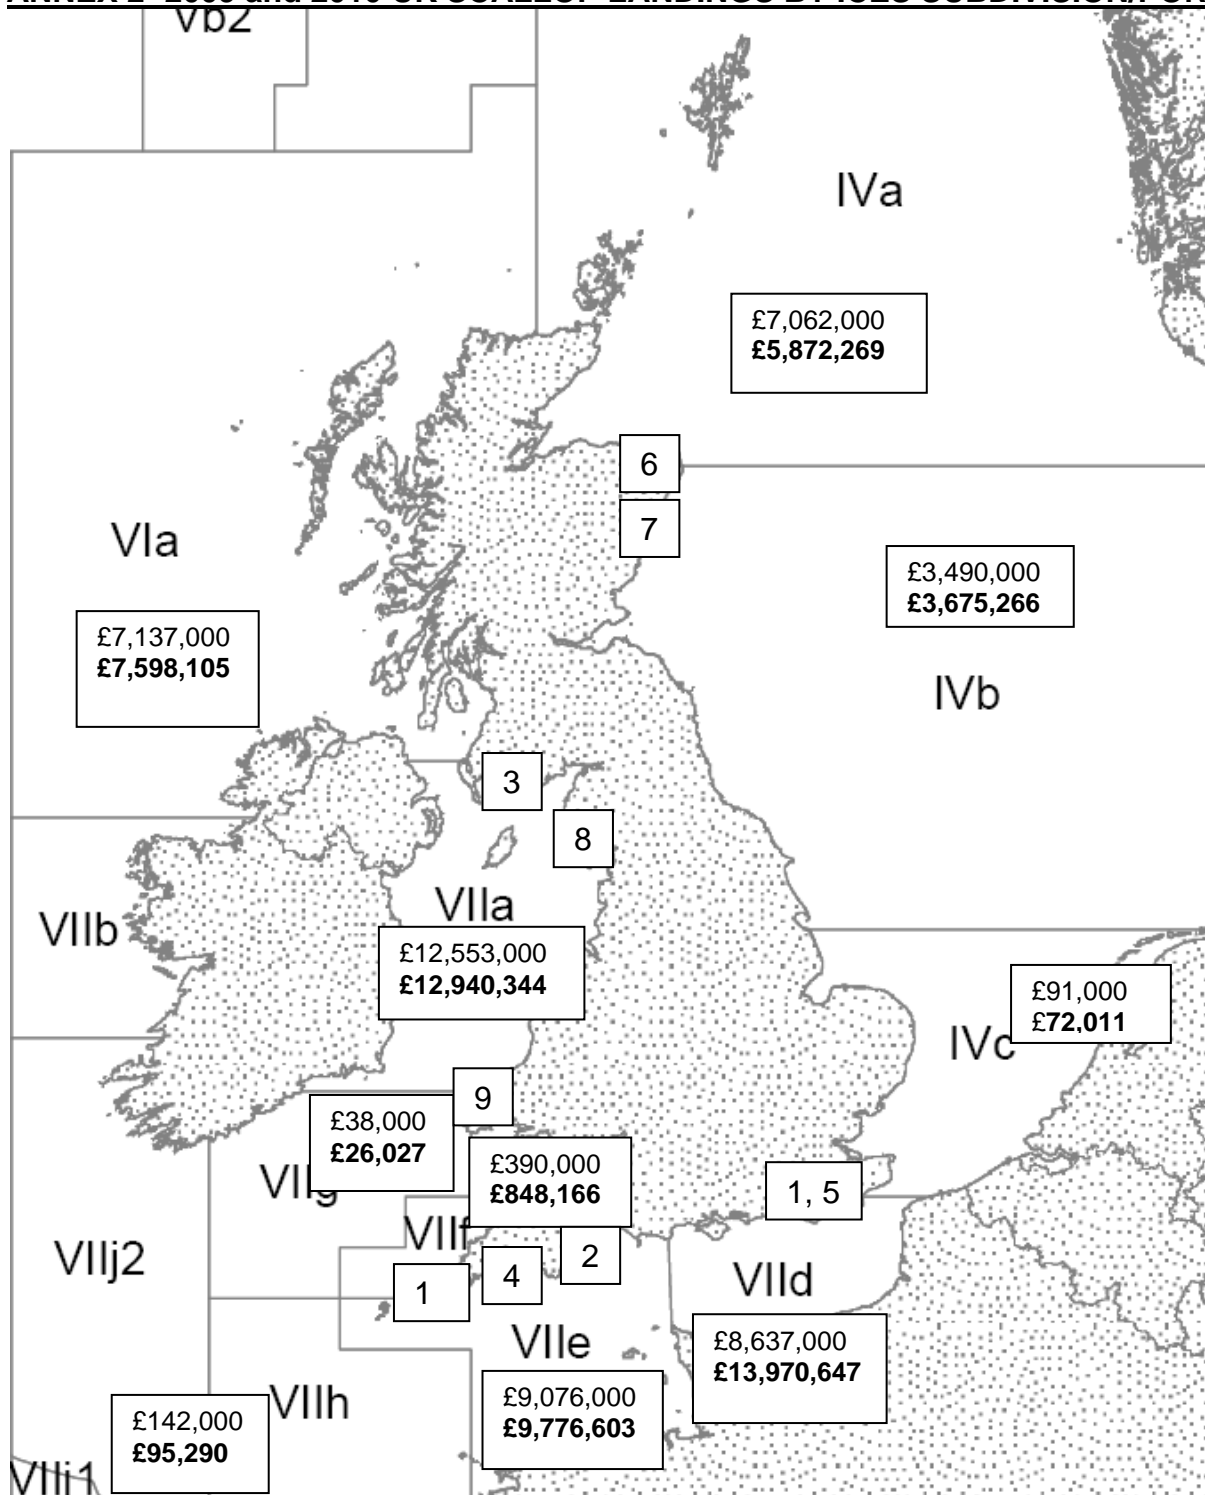 Vb2
IVa
£7,062,000
£5,872,269
6
7
VIa
£3,490,000
£3,675,266
£7,137,000
£7,598,105
IVb
3
8
VIIa
VIIb
£12,553,000
£12,940,344
£91,000
£72,011
IVc
9
£38,000
£26,027
£390,000
£848,166
VIIg
1, 5
VIIf
VIIj2
2
4
1
VIId
VIIe
£8,637,000
£13,970,647
£9,076,000
£9,776,603
VIIh
£142,000
£95,290